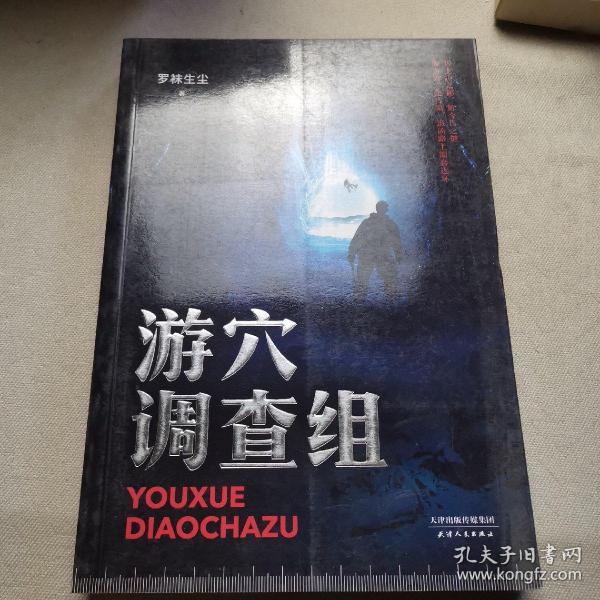 罗袜生尘
著
游穴
调查组
YOUXUE
DIAOCHAZU
天津出版传媒集团
天津人民出版社
孔夫子旧书网
www.kongfz.com